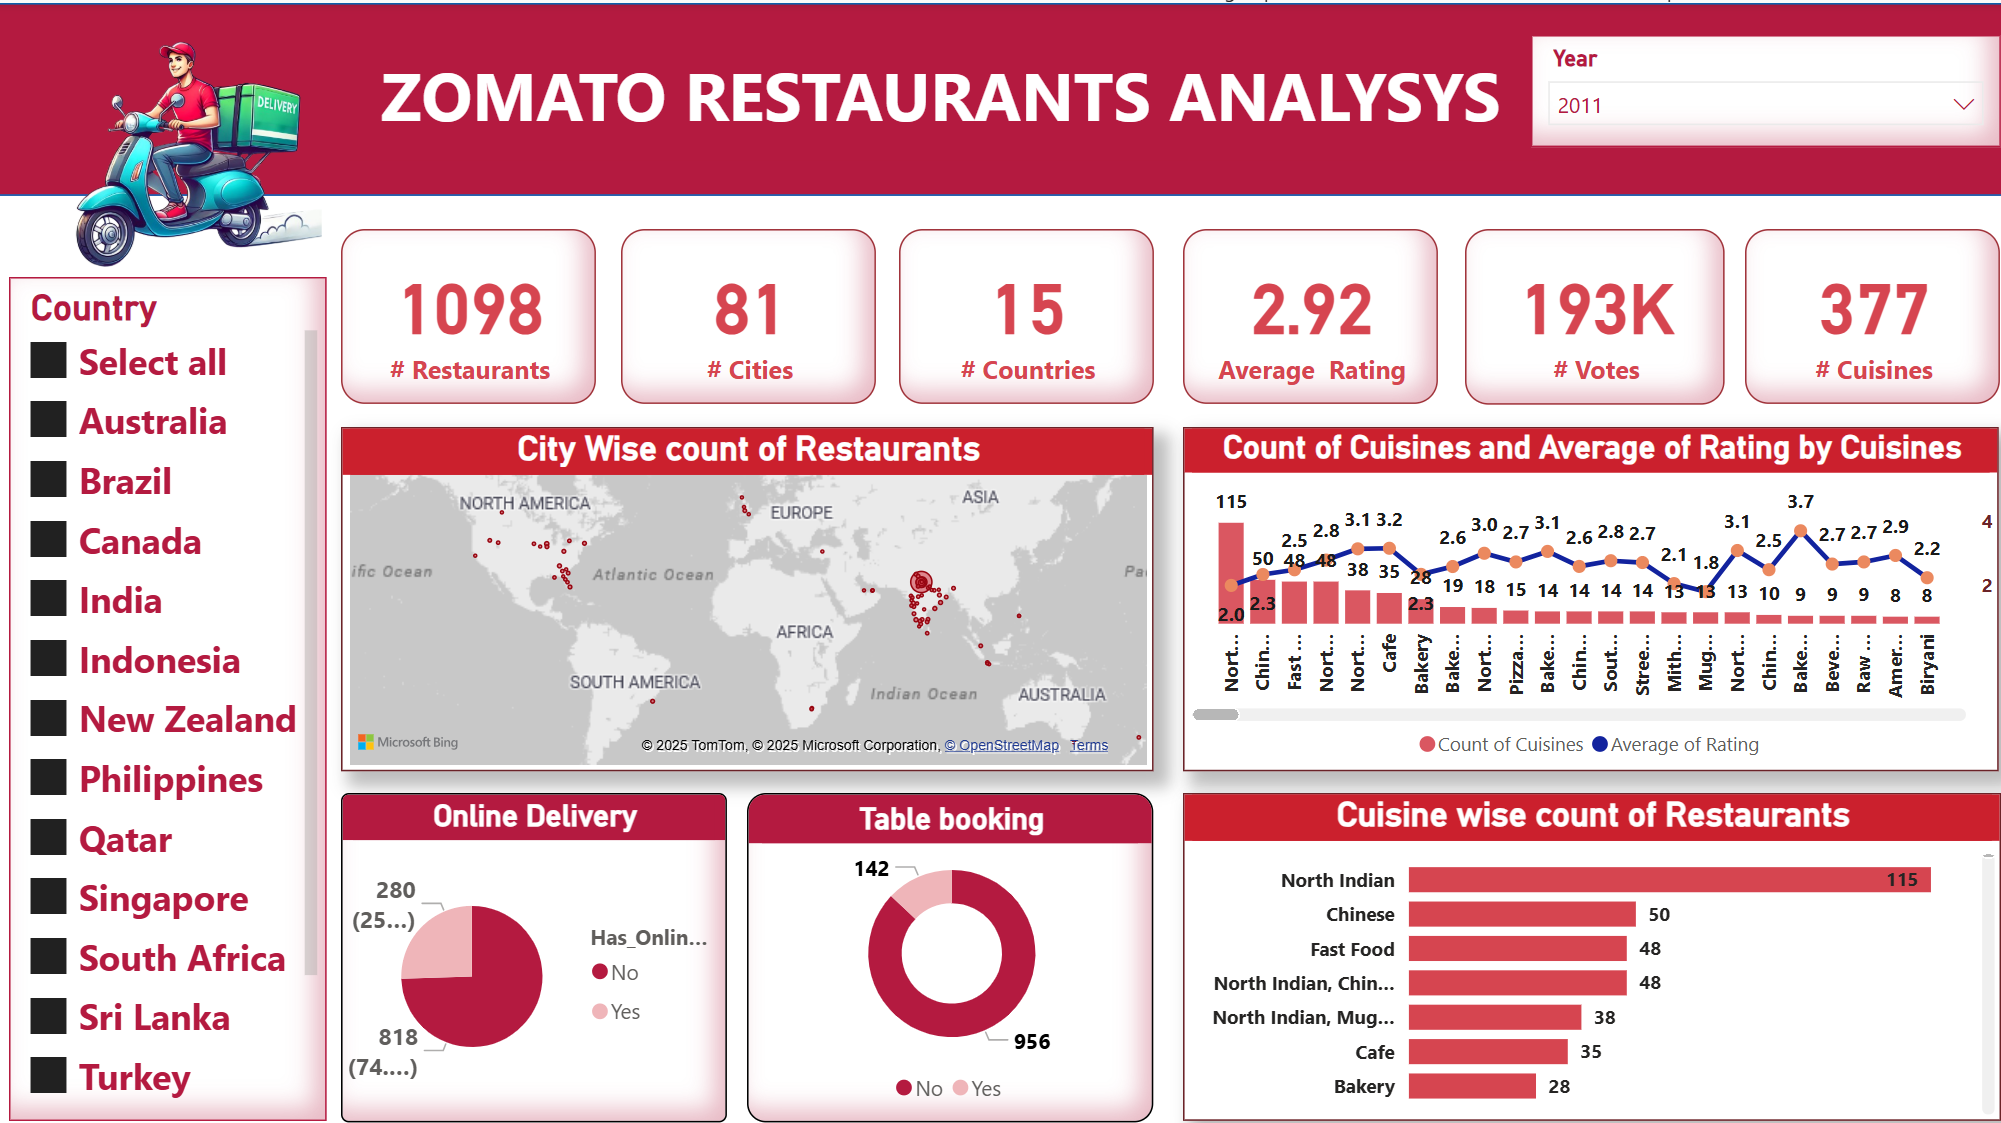 ZOMATO RESTAURANTS ANALYSYS
Year
2011
DELIVERY
Country
Select all
Australia
Brazil
Canada
India
Indonesia
New Zealand
Philippines
Qatar
Singapore
South Africa
Sri Lanka
Turkey
1098
# Restaurants
81
# Cities
15
# Countries
2.92
Average Rating
193K
# Votes
377
# Cuisines
City Wise count of Restaurants
NORTH AMERICA
EUROPE
ASIA
ific Ocean
Atlantic Ocean
Pa
AFRICA
SOUTH AMERICA
Indian Ocean
AUSTRALIA
Microsoft Bing
© 2025 TomTom, © 2025 Microsoft Corporation, © OpenStreetMap Terms
Count of Cuisines and Average of Rating by Cuisines
115 50 48 48 38 35 28 19 18 15 14 14 14 14 13 13 13 10 9 9 9 8 8
2.0 2.3 2.5 2.8 3.1 3.2 2.3 2.6 3.0 2.7 3.1 2.6 2.8 2.7 2.1 1.8 3.1 2.5 3.7 2.7 2.7 2.9 2.2
4
2
Nort...
Chin...
Fast ...
Nort...
Nort...
Cafe
Bakery
Bake...
Nort...
Pizza...
Bake...
Chin...
Sout...
Stree...
Mith...
Mug...
Nort...
Chin...
Bake...
Beve...
Raw ...
Amer...
Biryani
Count of Cuisines Average of Rating
Online Delivery
280
(25...)
818
(74....)
Has_Onlin...
No
Yes
Table booking
142
956
No Yes
Cuisine wise count of Restaurants
North Indian 115
Chinese 50
Fast Food 48
North Indian, Chin... 48
North Indian, Mug... 38
Cafe 35
Bakery 28